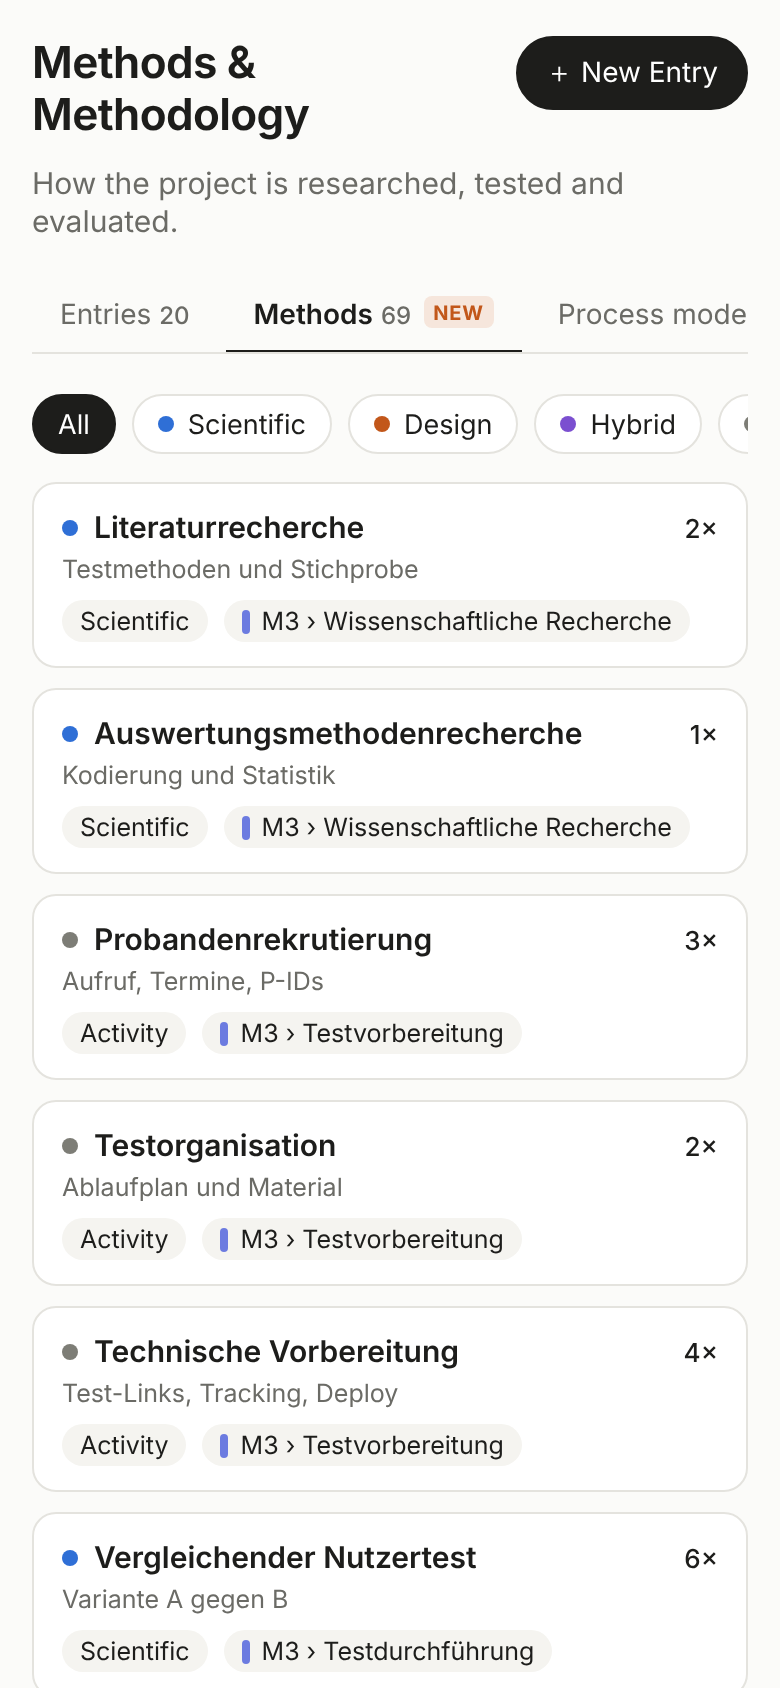 Methods &
Methodology
+ New Entry
How the project is researched, tested and
evaluated.
Entries 20
Methods 69 NEW
Process mode
All
Scientific
Design
Hybrid
Literaturrecherche
2×
Testmethoden und Stichprobe
Scientific
M3 › Wissenschaftliche Recherche
Auswertungsmethodenrecherche
1×
Kodierung und Statistik
Scientific
M3 › Wissenschaftliche Recherche
Probandenrekrutierung
3×
Aufruf, Termine, P-IDs
Activity
M3 › Testvorbereitung
Testorganisation
2×
Ablaufplan und Material
Activity
M3 › Testvorbereitung
Technische Vorbereitung
4×
Test-Links, Tracking, Deploy
Activity
M3 › Testvorbereitung
Vergleichender Nutzertest
6×
Variante A gegen B
Scientific
M3 › Testdurchführung